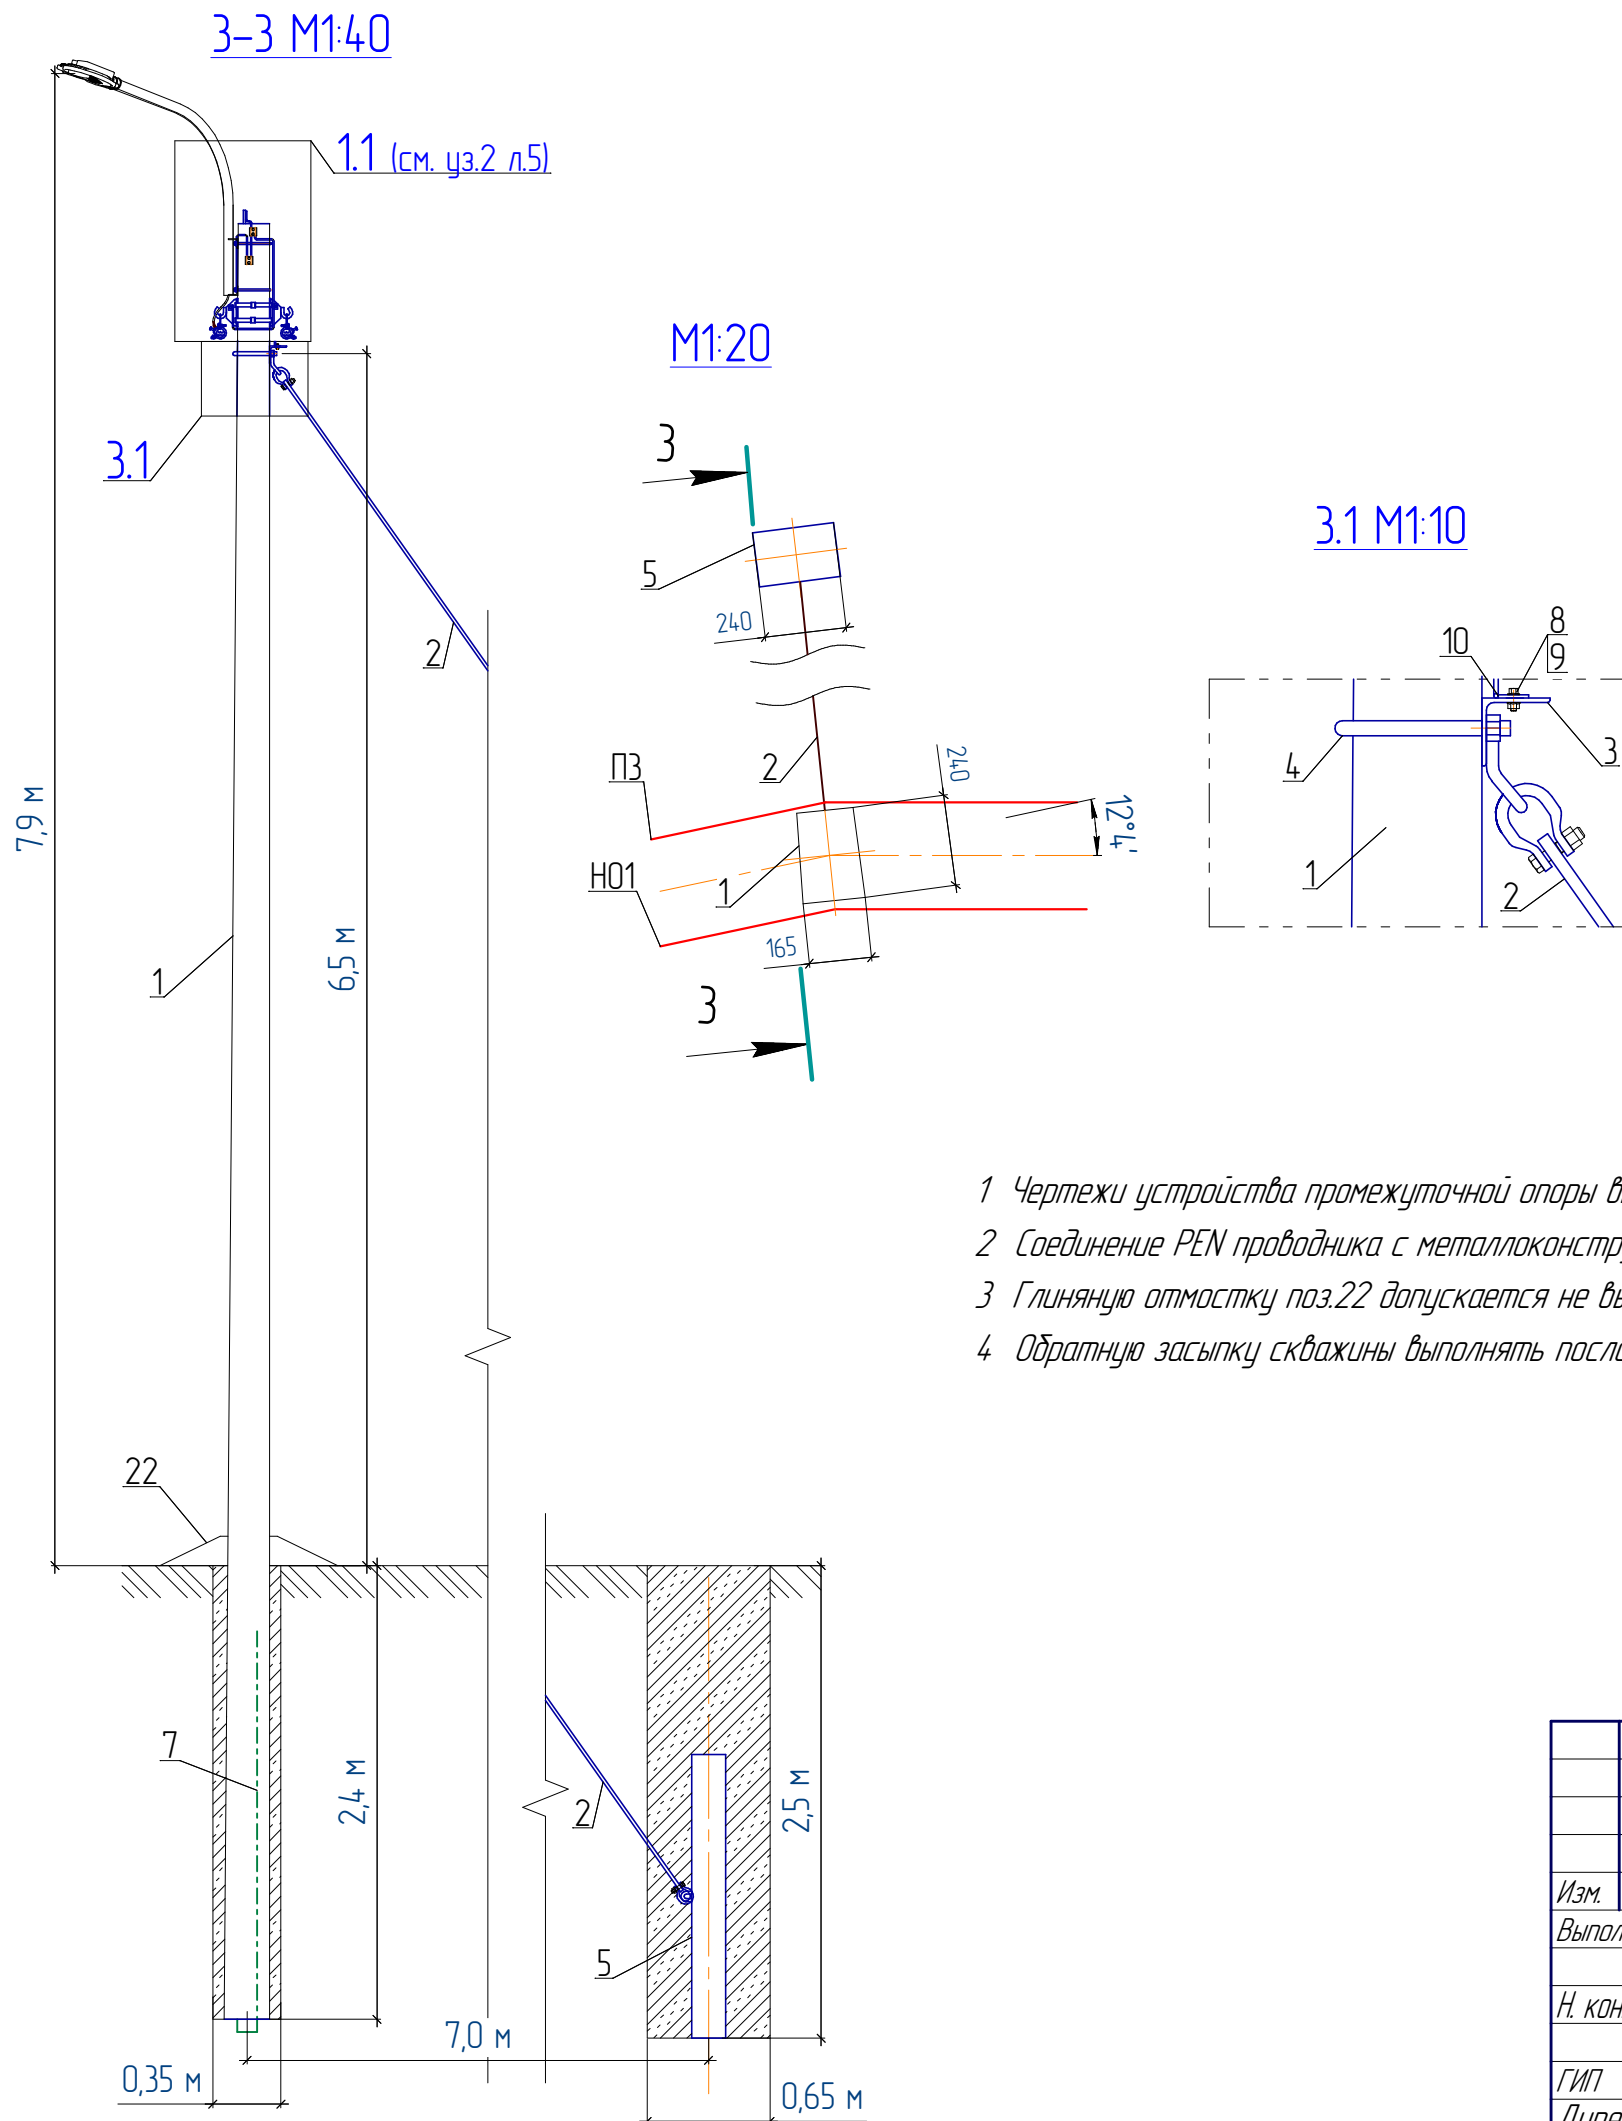 3-3 М1:40
1.1 (см. уз.2 л.5)
3.1
7,9 м
6,5 м
1
2
22
7
2,4 м
2
5
2,5 м
7,0 м
0,35 м
0,65 м
М1:20
3
5
240
П3
2
240
12°4'
НО1
1
165
3
3.1 М1:10
10
8
9
4
3
1
2
1 Чертежи устройства промежуточной опоры
2 Соединение PEN проводника с
3 Глиняную отмостку поз.22 допускается не
4 Обратную засыпку скважины выполнять
Изм.
Н.
ГИП